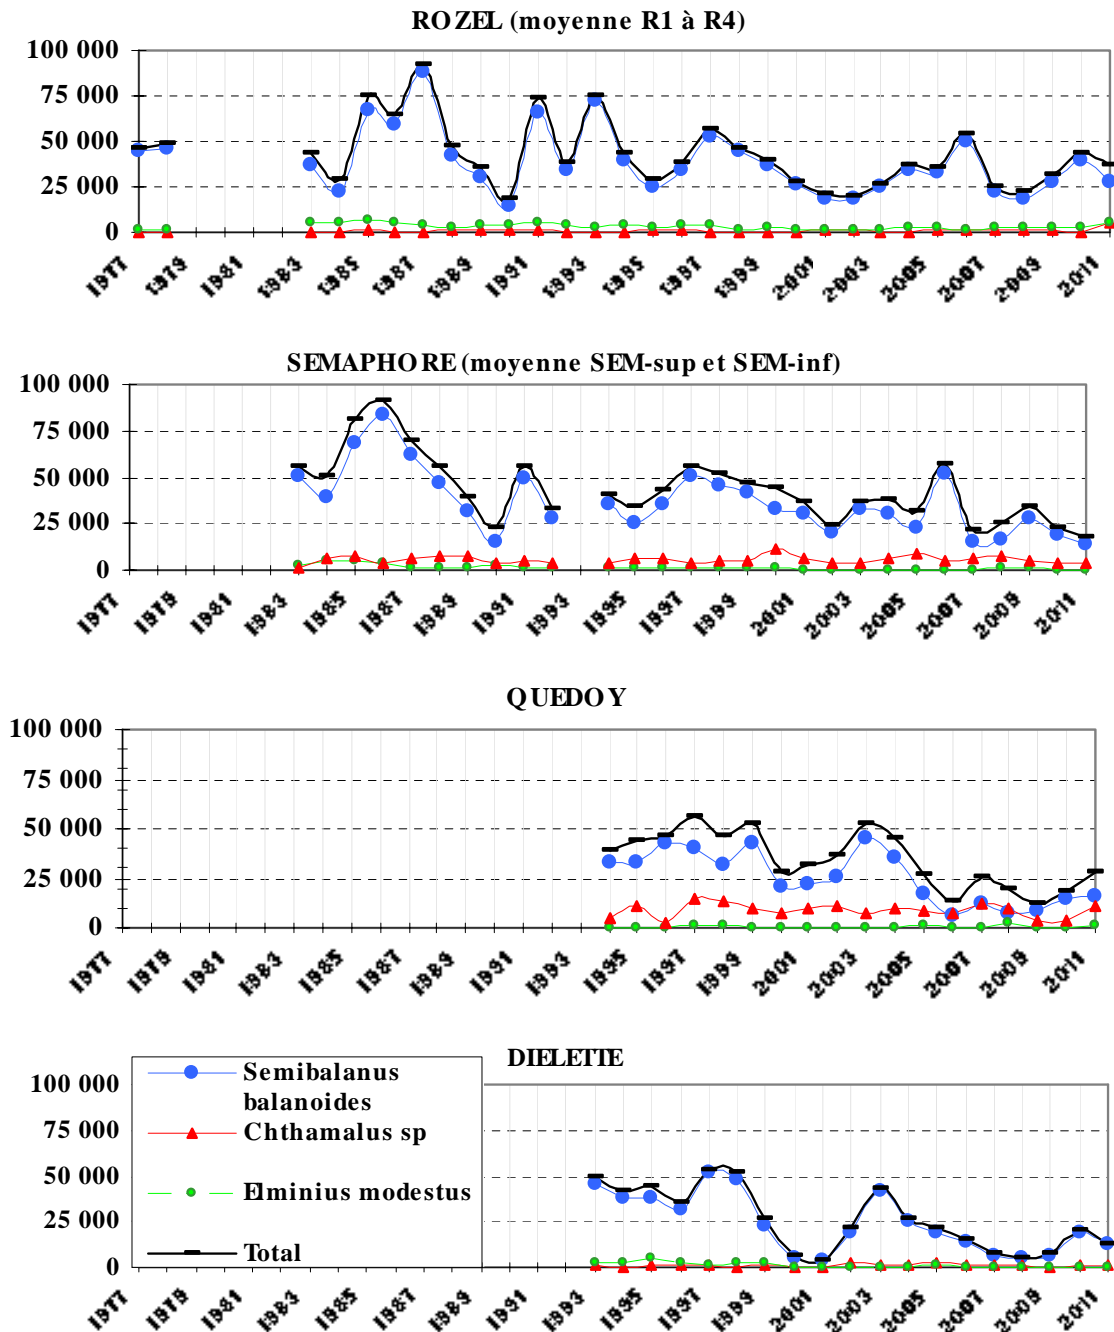 ROZEL (moyenne R1 à R4)
100 000
75 000
50 000
25 000
0
1977 1979 1981 1983 1985 1987 1989 1991 1993 1995 1997 1999 2001 2003 2005 2007 2009 2011
SEMAPHORE (moyenne SEM-sup et SEM-inf)
100 000
75 000
50 000
25 000
0
1977 1979 1981 1983 1985 1987 1989 1991 1993 1995 1997 1999 2001 2003 2005 2007 2009 2011
QUEDOY
100 000
75 000
50 000
25 000
0
1977 1979 1981 1983 1985 1987 1989 1991 1993 1995 1997 1999 2001 2003 2005 2007 2009 2011
DIELETTE
100 000
75 000
50 000
25 000
0
Semibalanus
balanoides
Chthamalus sp
Elminius modestus
Total
1977 1979 1981 1983 1985 1987 1989 1991 1993 1995 1997 1999 2001 2003 2005 2007 2009 2011